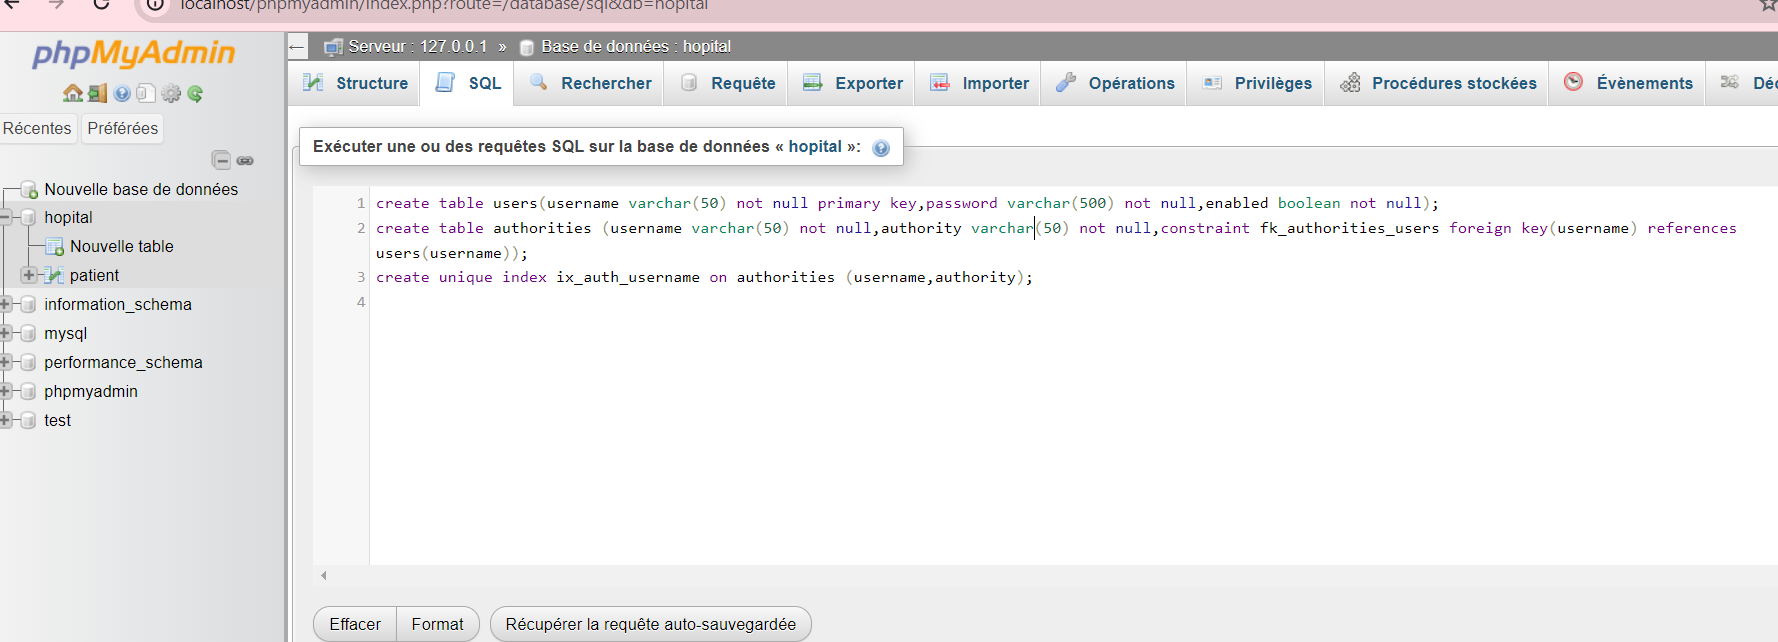 localhost/phpmyadmin/index.php?route=/database/sql&db=hopital
phpMyAdmin
Récentes Préférées
Nouvelle base de données
hopital
Nouvelle table
patient
information_schema
mysql
performance_schema
phpmyadmin
test
Serveur : 127.0.0.1 » Base de données : hopital
Structure SQL Rechercher Requête Exporter Importer Opérations Privilèges Procédures stockées Évènements
Exécuter une ou des requêtes SQL sur la base de données « hopital »:
1 create table users(username varchar(50) not null primary key,password varchar(500) not null,enabled boolean not null);
2 create table authorities (username varchar(50) not null,authority varchar(50) not null,constraint fk_authorities_users foreign key(username) references
users(username));
3 create unique index ix_auth_username on authorities (username,authority);
4
Effacer Format Récupérer la requête auto-sauvegardée